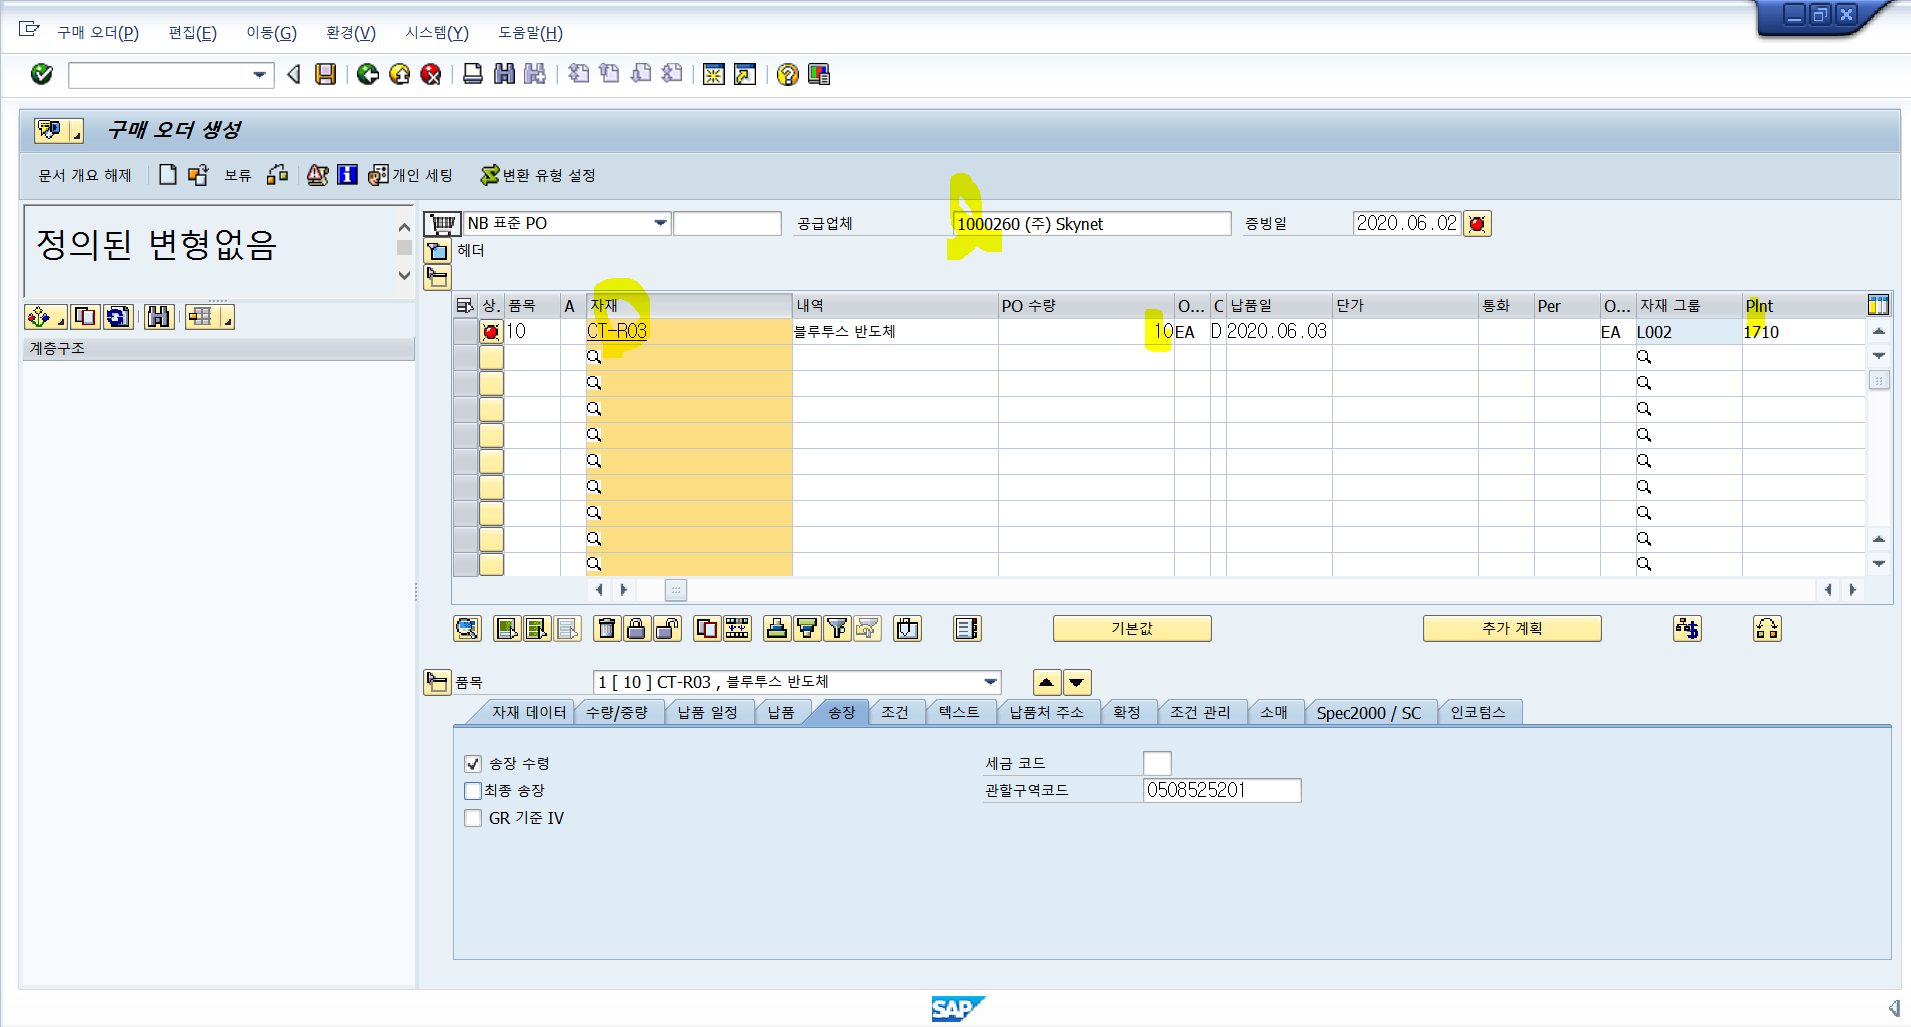 구매 오더(P) 편집(E) 이동(G) 환경(V) 시스템(Y) 도움말(H)
구매 오더 생성
문서 개요 해제 보류 개인 세팅 변환 유형 설정
정의된 변형없음
NB 표준 PO 공급업체 1000260 (주) Skynet 증빙일 2020.06.02
헤더
계층구조
상. 품목 A 자재 내역 PO 수량 O... C 납품일 단가 통화 Per O... 자재 그룹 Plnt
10 CT-R03 블루투스 반도체 10 EA D 2020.06.03 EA L002 1710
기본값 추가 계획
품목 1 [ 10 ] CT-R03 , 블루투스 반도체
자재 데이터 수량/중량 납품 일정 납품 송장 조건 텍스트 납품처 주소 확정 조건 관리 소매 Spec2000 / SC 인코텀스
송장 수령 세금 코드
최종 송장 관할구역코드 0508525201
GR 기준 IV
SAP